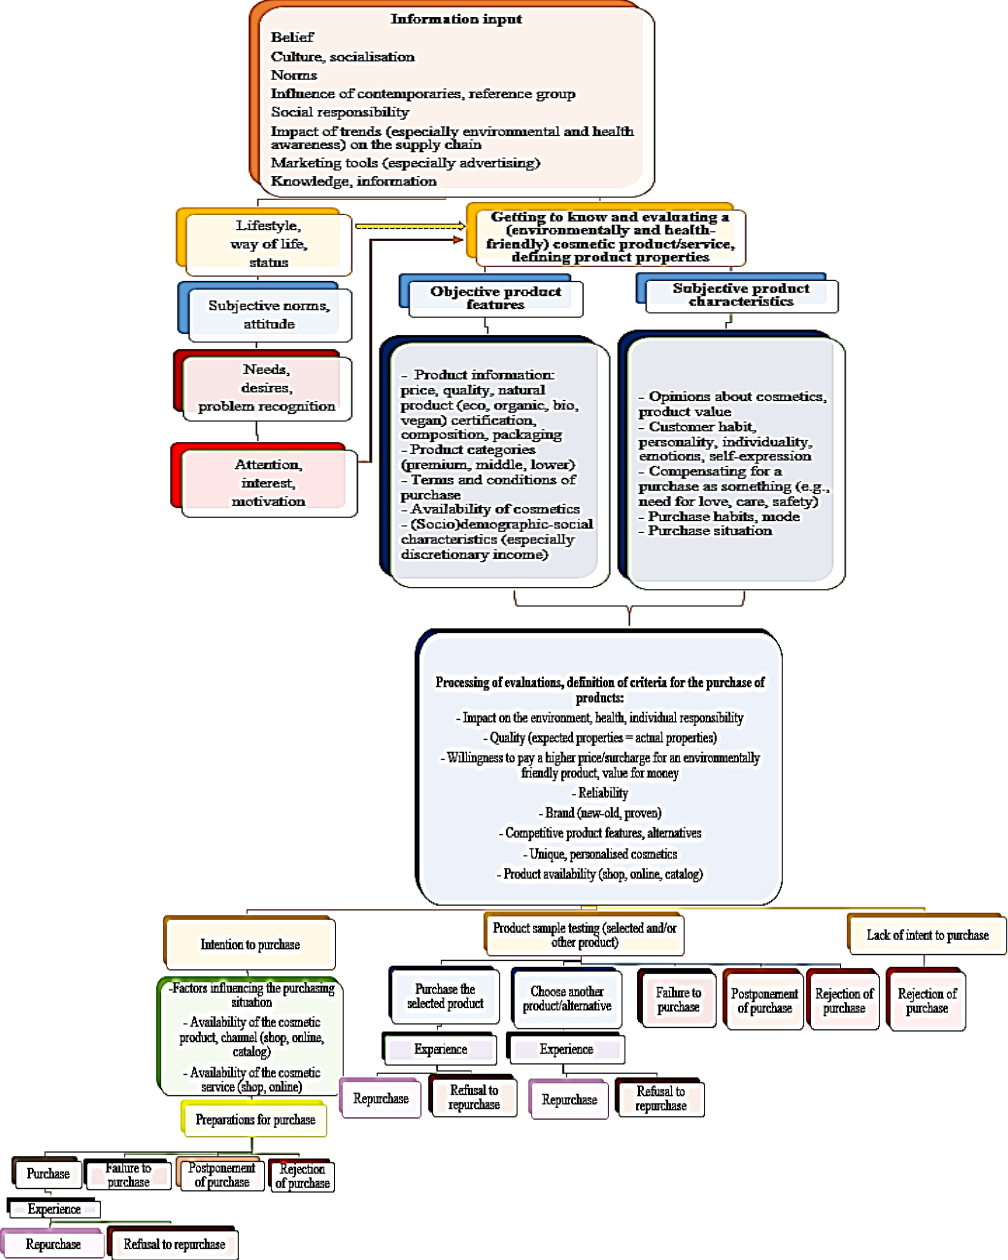 Information input
Belief
Culture, socialisation
Norms
Influence of contemporaries, reference group
Social responsibility
Impact of trends (especially environmental and health
awareness) on the supply chain
Marketing tools (especially advertising)
Knowledge, information
Lifestyle,
way of life,
status
Getting to know and evaluating a
(environmentally and health-
friendly) cosmetic product/service,
defining product properties
Subjective norms,
attitude
Needs,
desires,
problem recognition
Attention,
interest,
motivation
Objective product
features
Subjective product
characteristics
- Product information:
price, quality, natural
product (eco, organic, bio,
vegan) certification,
composition, packaging
- Product categories
(premium, middle, lower)
- Terms and conditions of
purchase
- Availability of cosmetics
- (Socio)demographic-social
characteristics (especially
discretionary income)
- Opinions about cosmetics,
product value
- Customer habit,
personality, individuality,
emotions, self-expression
- Compensating for a
purchase as something (e.g.,
need for love, care, safety)
- Purchase habits, mode
- Purchase situation
Processing of evaluations, definition of criteria for the purchase of
products:
- Impact on the environment, health, individual responsibility
- Quality (expected properties = actual properties)
- Willingness to pay a higher price/surcharge for an environmentally
friendly product, value for money
- Reliability
- Brand (new-old, proven)
- Competitive product features, alternatives
- Unique, personalised cosmetics
- Product availability (shop, online, catalog)
Intention to purchase
Product sample testing (selected and/or
other product)
Lack of intent to purchase
-Factors influencing the purchasing
situation
- Availability of the cosmetic
product, channel (shop, online,
catalog)
- Availability of the cosmetic
service (shop, online)
Preparations for purchase
Purchase
Failure to
purchase
Postponement
of purchase
Rejection
of purchase
Experience
Repurchase
Refusal to repurchase
Purchase the
selected product
Choose another
product/alternative
Failure to
purchase
Postponement
of purchase
Rejection of
purchase
Rejection of
purchase
Experience
Experience
Repurchase
Refusal to
repurchase
Repurchase
Refusal to
repurchase